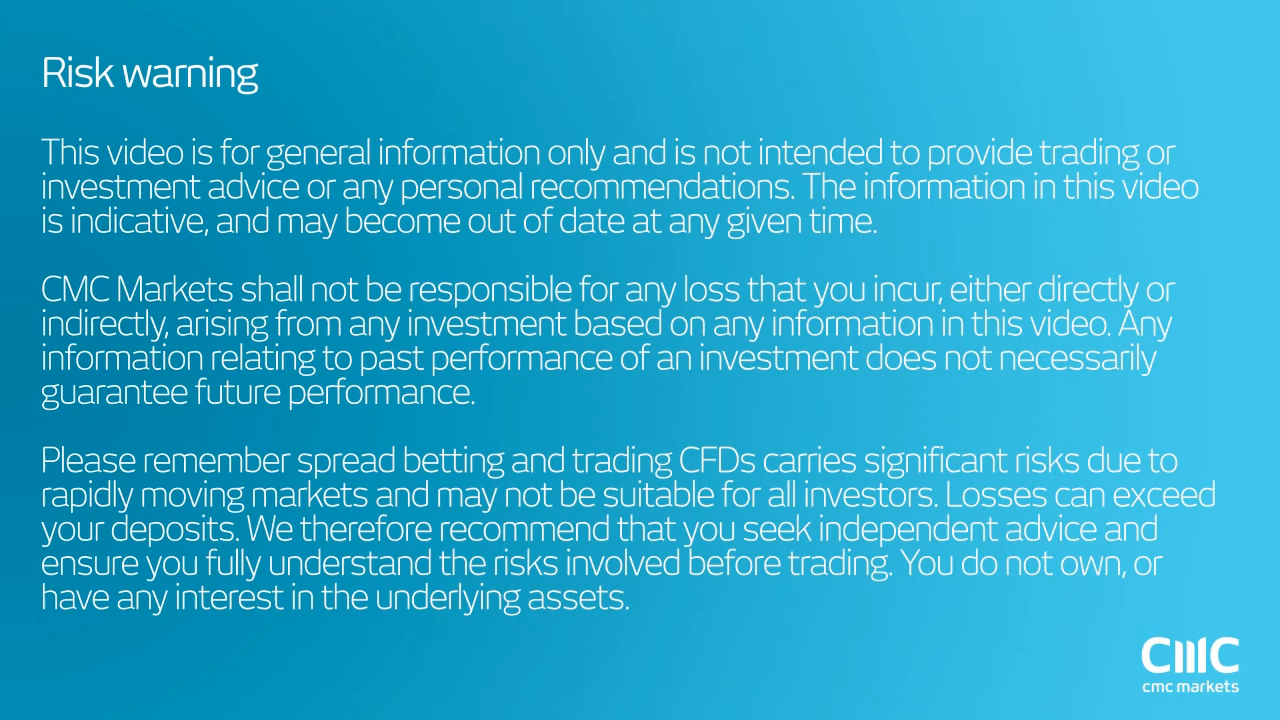 Risk warning
This video is for general information only and is not intended to provide trading or
investment advice or any personal recommendations. The information in this video
is indicative, and may become out of date at any given time.
CMC Markets shall not be responsible for any loss that you incur, either directly or
indirectly, arising from any investment based on any information in this video. Any
information relating to past performance of an investment does not necessarily
guarantee future performance.
Please remember spread betting and trading CFDs carries significant risks due to
rapidly moving markets and may not be suitable for all investors. Losses can exceed
your deposits. We therefore recommend that you seek independent advice and
ensure you fully understand the risks involved before trading. You do not own, or
have any interest in the underlying assets.
CMC
cmc markets